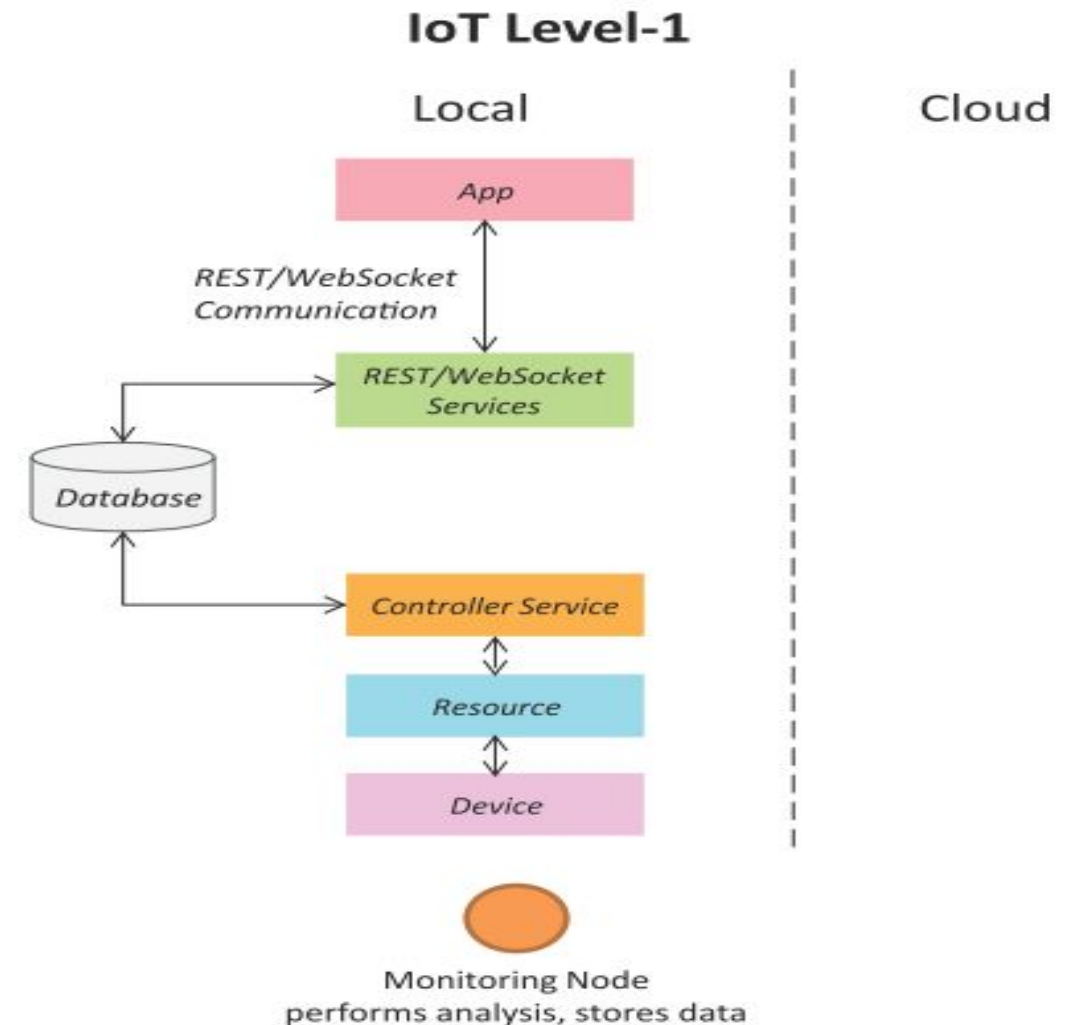 IoT Level-1
Local
Cloud
App
REST/WebSocket
Communication
REST/WebSocket
Services
Database
Controller Service
Resource
Device
Monitoring Node
performs analysis, stores data